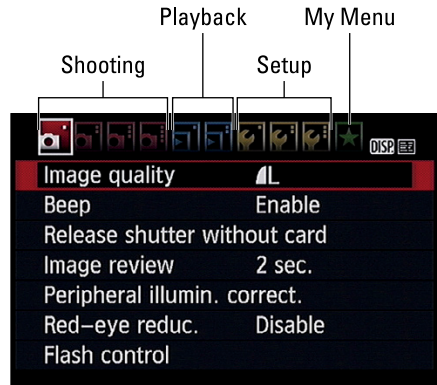 Playback My Menu
Shooting Setup
DISP.
Image quality L
Beep Enable
Release shutter without card
Image review 2 sec.
Peripheral illumin. correct.
Red-eye reduc. Disable
Flash control